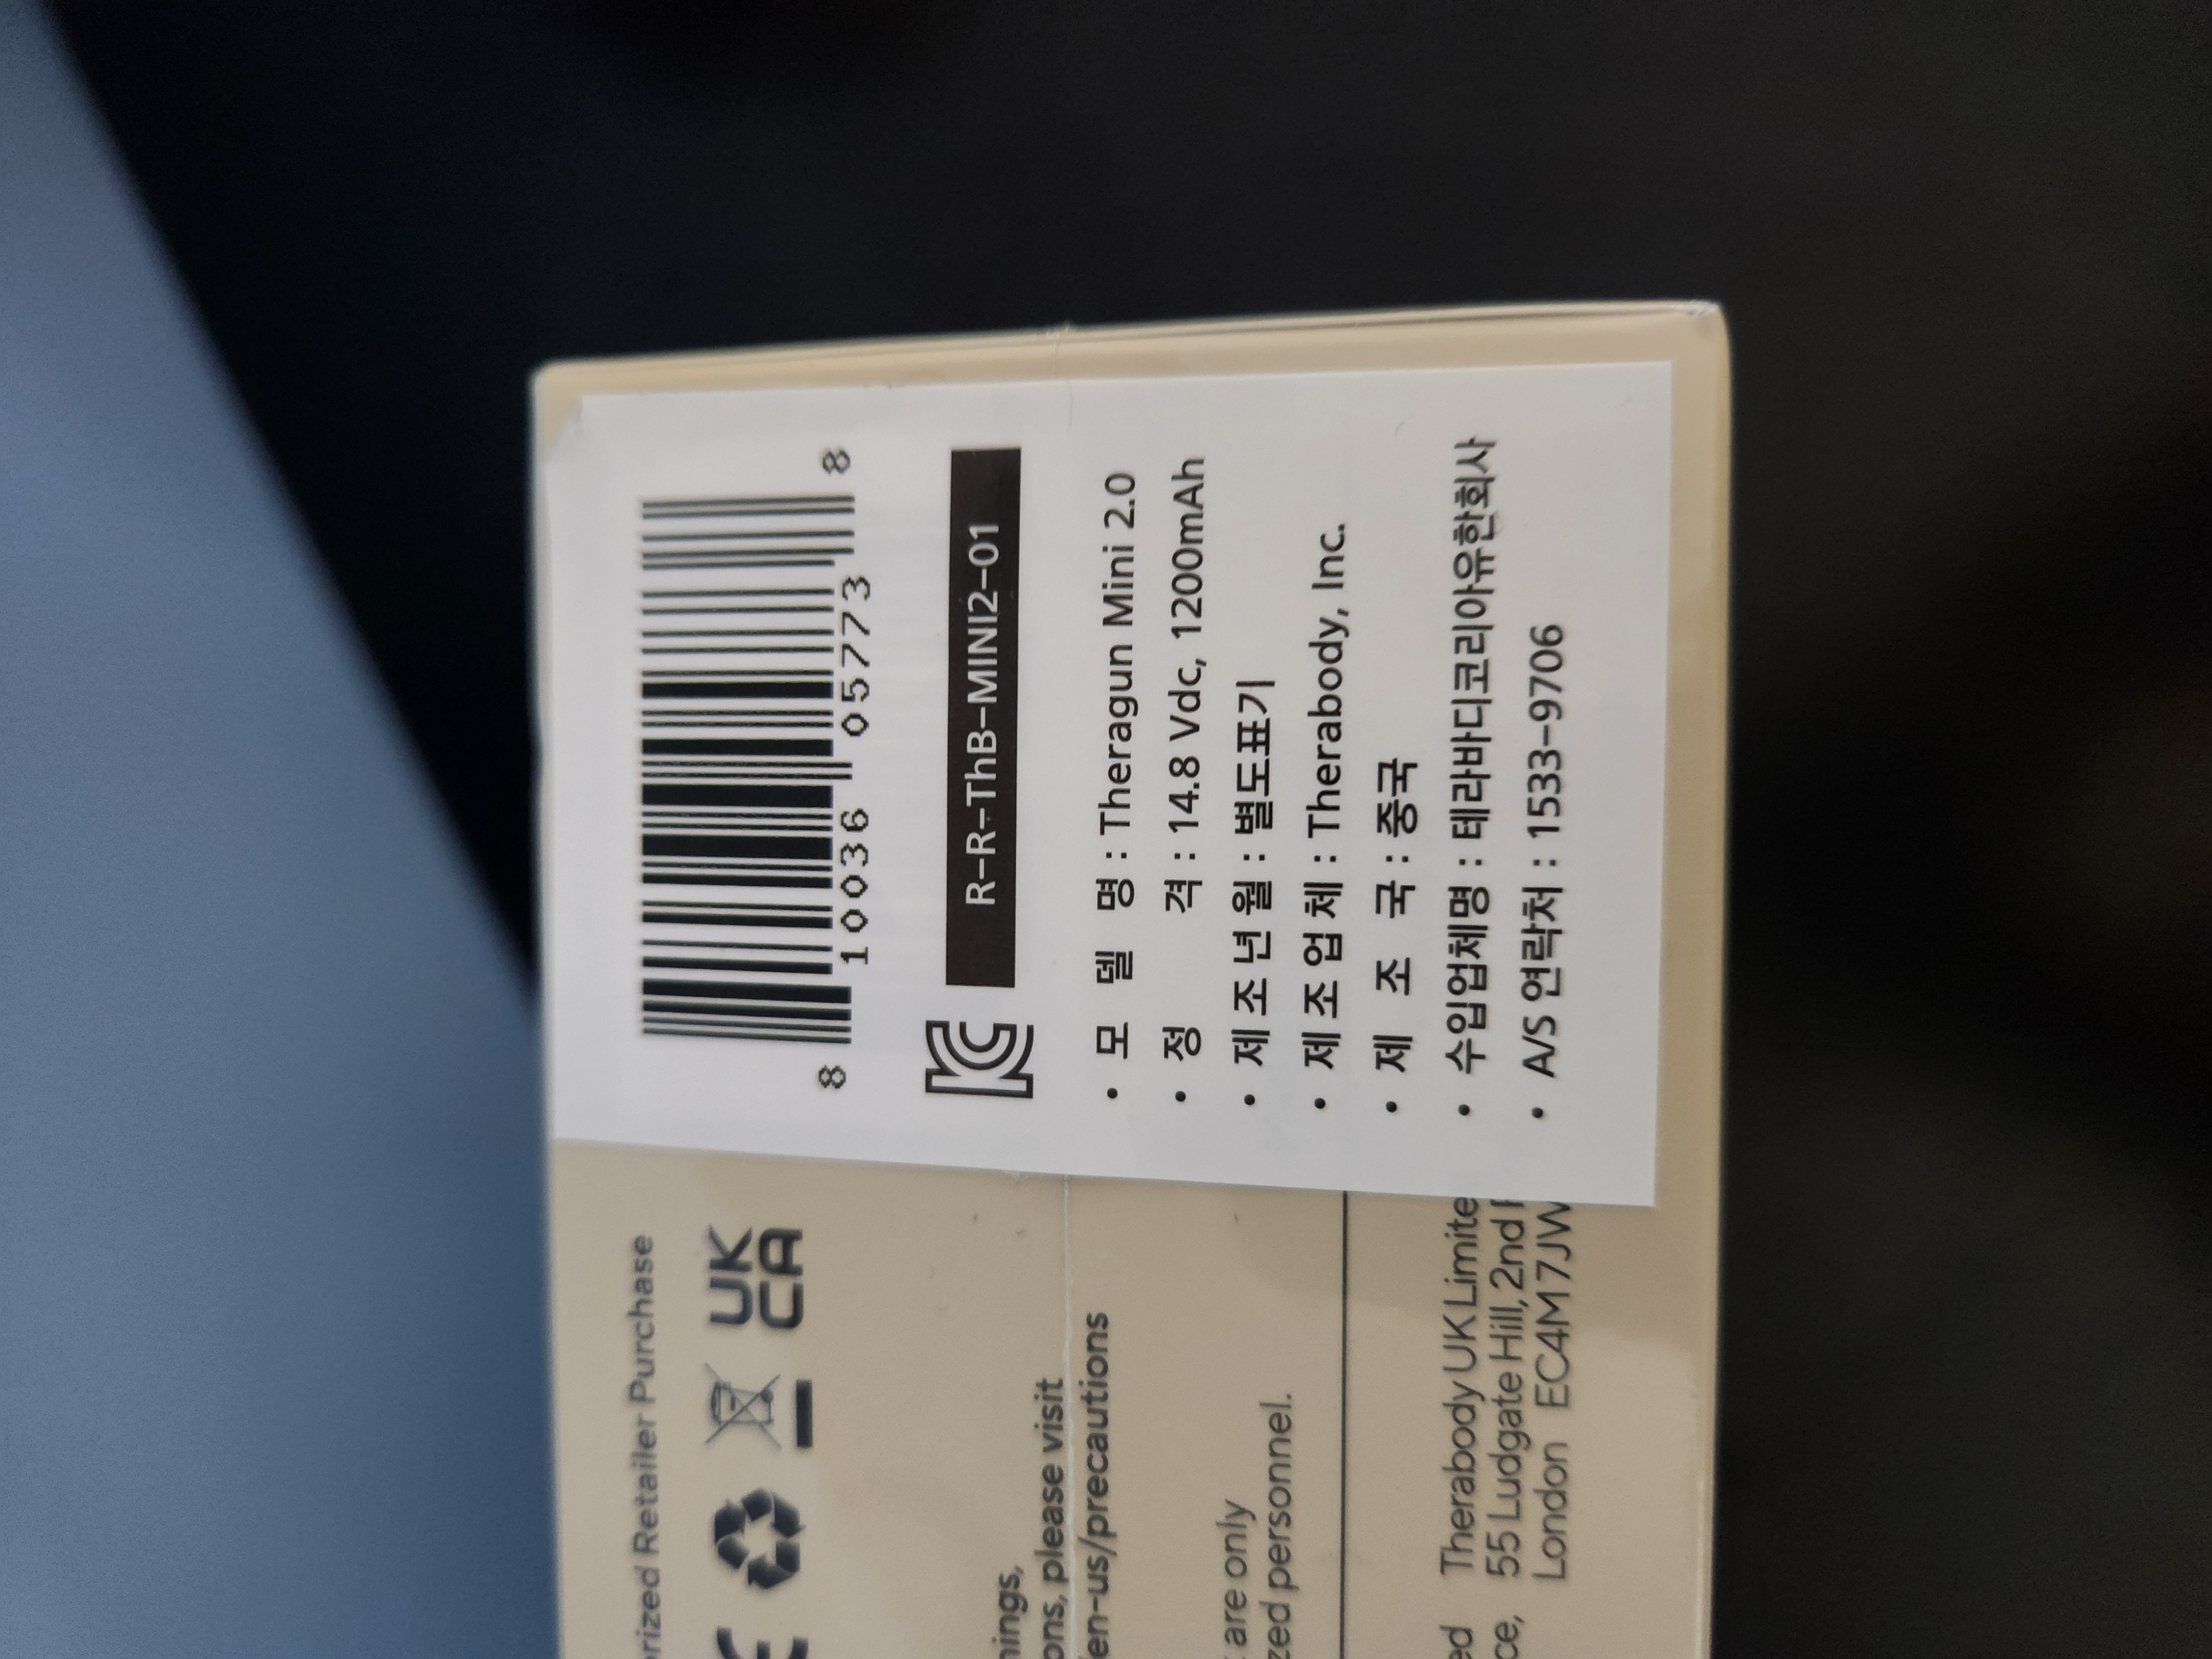 8 10036 05773 8
KC R-R-ThB-MINI2-01
• 모 델 명 : Theragun Mini 2.0
• 정 격 : 14.8 Vdc, 1200mAh
• 제 조 년 월 : 별도표기
• 제 조 업 체 : Therabody, Inc.
• 제 조 국 : 중국
• 수입업체명 : 테라바디코리아유한회사
• A/S 연락처 : 1533-9706
Retailer Purchase
UK
CA
please visit
en-us/precautions
are only
personnel.
Therabody UK Limite
55 Ludgate Hill, 2nd
London EC4M 7JW